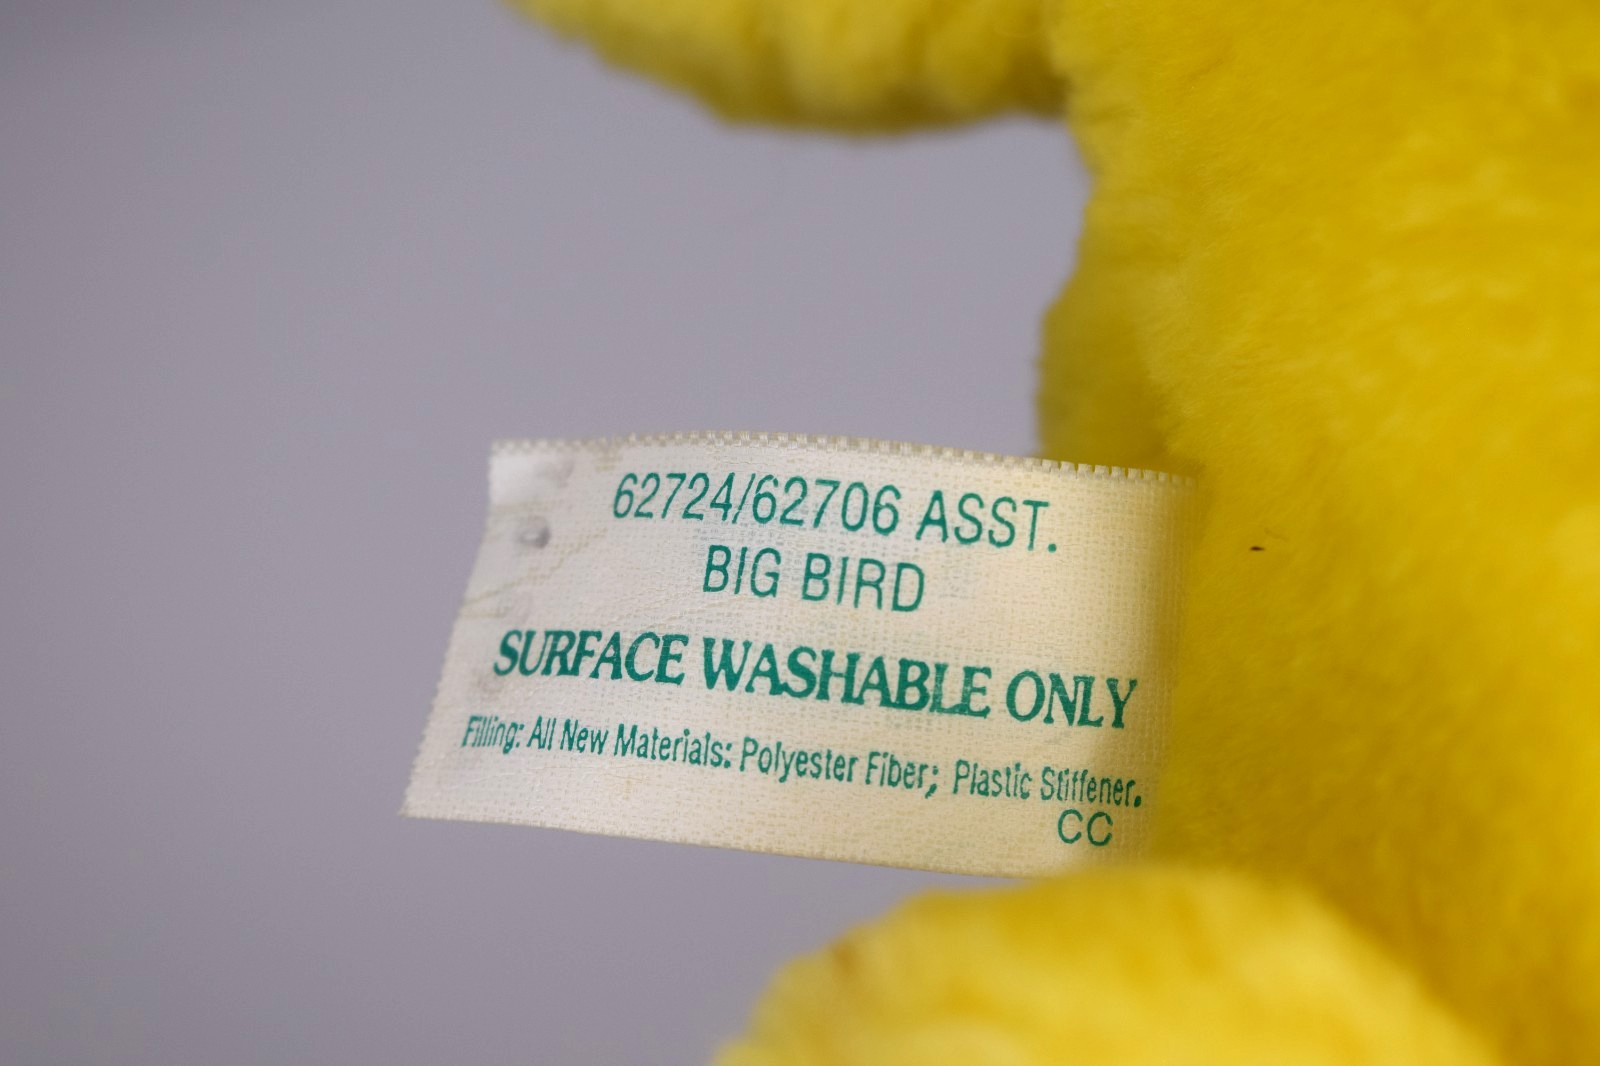 62724/62706 ASST.
BIG BIRD
SURFACE WASHABLE ONLY
Filling: All New Materials: Polyester Fiber; Plastic Stiffener.
CC